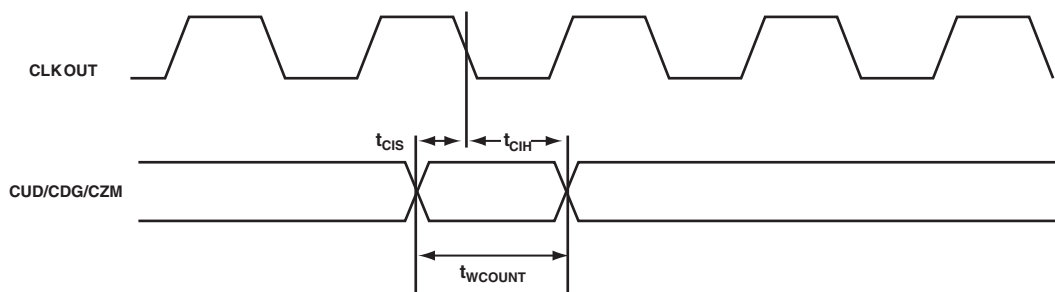 CLKOUT
tCIS
tCIH
CUD/CDG/CZM
tWCOUNT